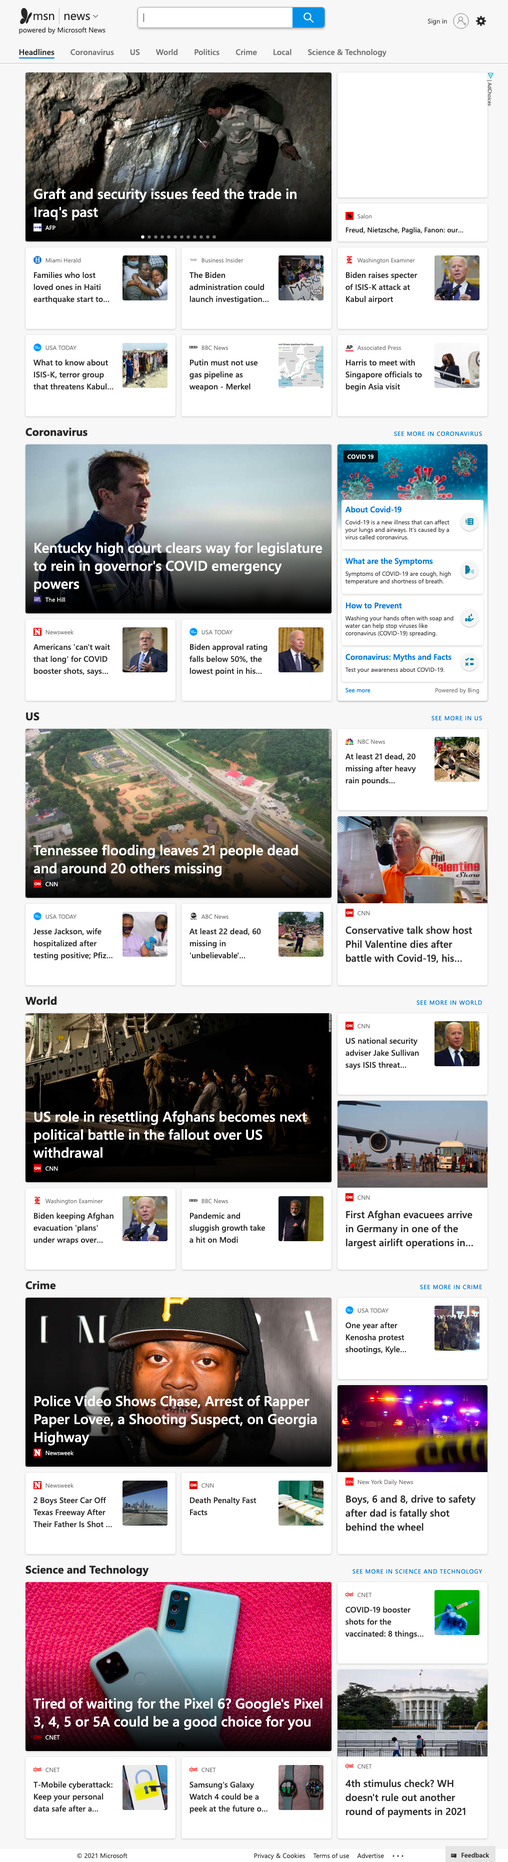 msn | news
powered by Microsoft News
Sign in
Headlines Coronavirus US World Politics Crime Local Science & Technology
Graft and security issues feed the trade in
Iraq's past
AFP
AdChoices
Salon
Freud, Nietzsche, Paglia, Fanon: our...
Miami Herald
Families who lost
loved ones in Haiti
earthquake start to...
Business Insider
The Biden
administration could
launch investigation...
Washington Examiner
Biden raises specter
of ISIS-K attack at
Kabul airport
USA TODAY
What to know about
ISIS-K, terror group
that threatens Kabul...
BBC News
Putin must not use
gas pipeline as
weapon - Merkel
Associated Press
Harris to meet with
Singapore officials to
begin Asia visit
Coronavirus
SEE MORE IN CORONAVIRUS
Kentucky high court clears way for legislature
to rein in governor's COVID emergency
powers
The Hill
COVID 19
About Covid-19
Covid-19 is a new illness that can affect
your lungs and airways. It's caused by a
virus called coronavirus.
What are the Symptoms
Symptoms of COVID-19 are cough, high
temperature and shortness of breath.
How to Prevent
Washing your hands often with soap and
water can help stop viruses like
coronavirus (COVID-19) spreading.
Coronavirus: Myths and Facts
Test your awareness about COVID-19.
See more
Powered by Bing
Newsweek
Americans 'can't wait
that long' for COVID
booster shots, says...
USA TODAY
Biden approval rating
falls below 50%, the
lowest point in his...
US
SEE MORE IN US
Tennessee flooding leaves 21 people dead
and around 20 others missing
CNN
NBC News
At least 21 dead, 20
missing after heavy
rain pounds...
Phil
Valentine
Show
CNN
Conservative talk show host
Phil Valentine dies after
battle with Covid-19, his...
USA TODAY
Jesse Jackson, wife
hospitalized after
testing positive; Pfiz...
ABC News
At least 22 dead, 60
missing in
'unbelievable'...
World
SEE MORE IN WORLD
US role in resettling Afghans becomes next
political battle in the fallout over US
withdrawal
CNN
CNN
US national security
adviser Jake Sullivan
says ISIS threat...
CNN
First Afghan evacuees arrive
in Germany in one of the
largest airlift operations in...
Washington Examiner
Biden keeping Afghan
evacuation 'plans'
under wraps over...
BBC News
Pandemic and
sluggish growth take
a hit on Modi
Crime
SEE MORE IN CRIME
Police Video Shows Chase, Arrest of Rapper
Paper Lovee, a Shooting Suspect, on Georgia
Highway
Newsweek
USA TODAY
One year after
Kenosha protest
shootings, Kyle...
New York Daily News
Boys, 6 and 8, drive to safety
after dad is fatally shot
behind the wheel
Newsweek
2 Boys Steer Car Off
Texas Freeway After
Their Father Is Shot ...
CNN
Death Penalty Fast
Facts
Science and Technology
SEE MORE IN SCIENCE AND TECHNOLOGY
Tired of waiting for the Pixel 6? Google's Pixel
3, 4, 5 or 5A could be a good choice for you
CNET
CNET
COVID-19 booster
shots for the
vaccinated: 8 things...
CNET
4th stimulus check? WH
doesn't rule out another
round of payments in 2021
CNET
T-Mobile cyberattack:
Keep your personal
data safe after a...
CNET
Samsung's Galaxy
Watch 4 could be a
peek at the future o...
© 2021 Microsoft
Privacy & Cookies Terms of use Advertise ...
Feedback